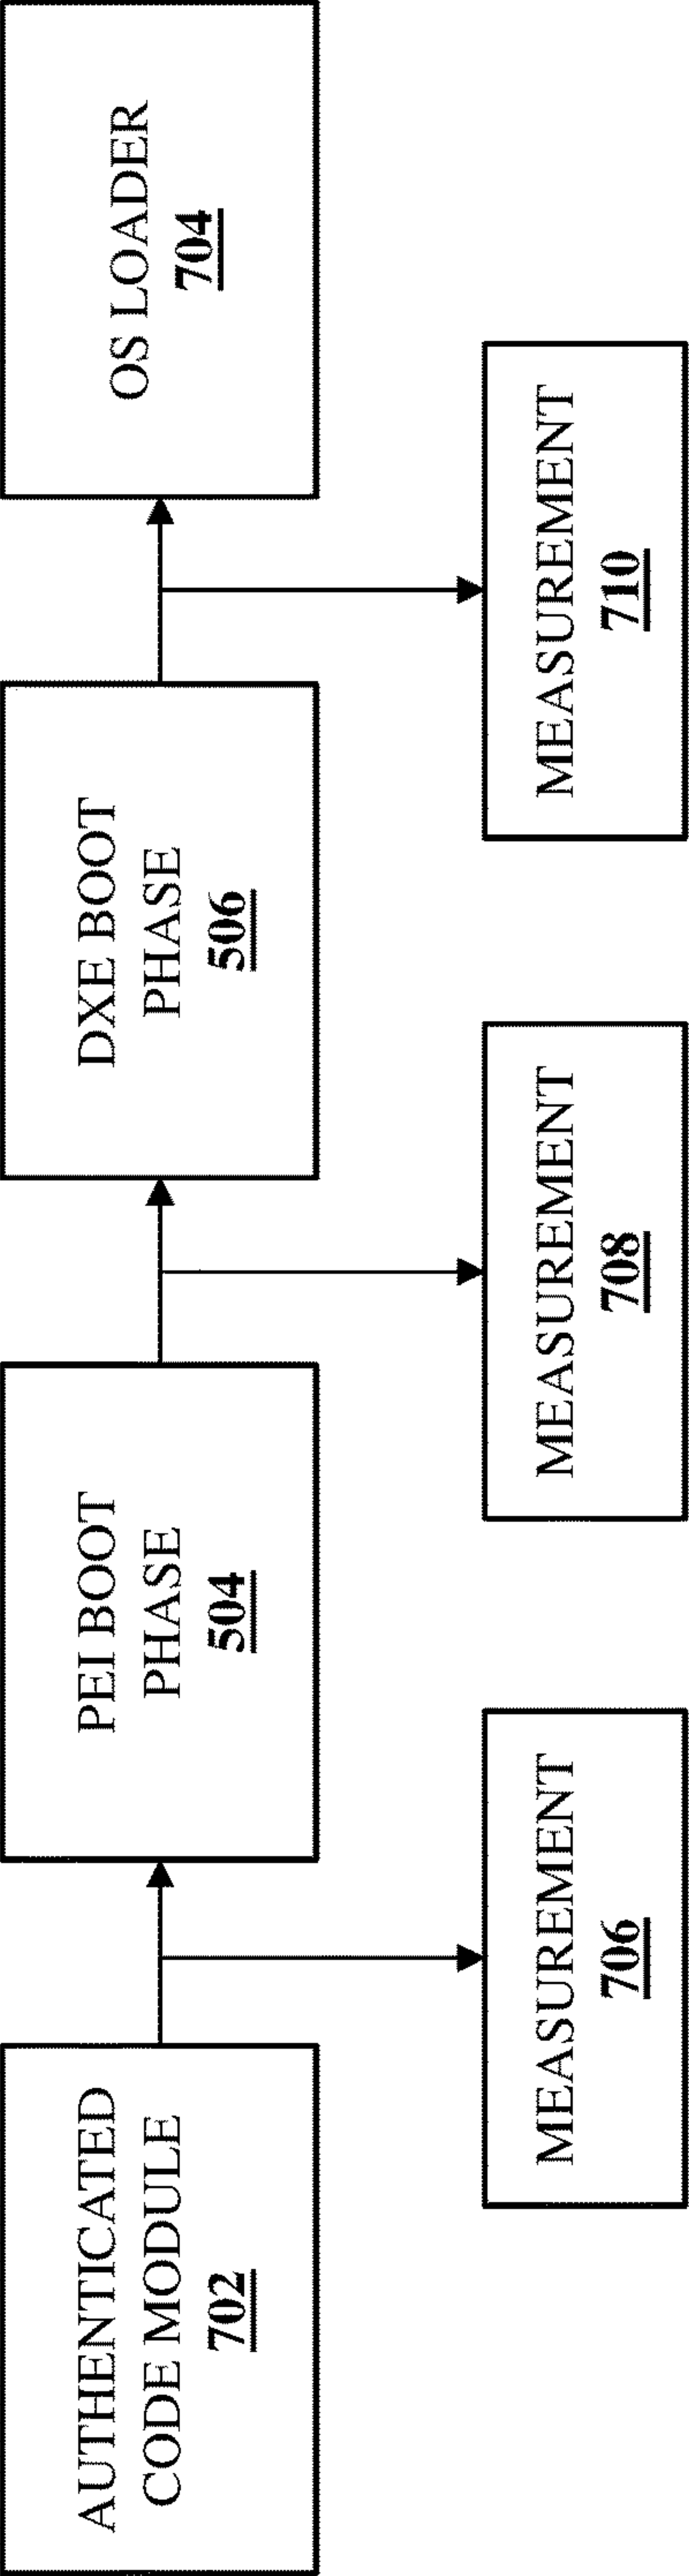 AUTHENTICATED
CODE MODULE
702
PEI BOOT
PHASE
504
DXE BOOT
PHASE
506
OS LOADER
704
MEASUREMENT
706
MEASUREMENT
708
MEASUREMENT
710